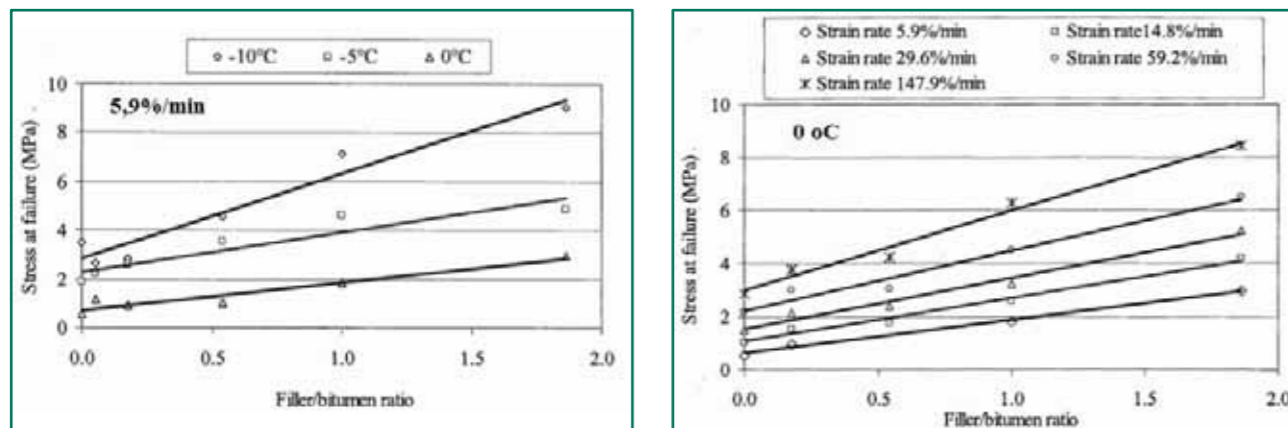 -10°C -5°C 0°C
5,9%/min
Stress at failure (MPa)
10
8
6
4
2
0
0.0 0.5 1.0 1.5 2.0
Filler/bitumen ratio
Strain rate 5.9%/min Strain rate14.8%/min
Strain rate 29.6%/min Strain rate 59.2%/min
Strain rate 147.9%/min
0 oC
Stress at failure (MPa)
10
8
6
4
2
0
0.0 0.5 1.0 1.5 2.0
Filler/bitumen ratio